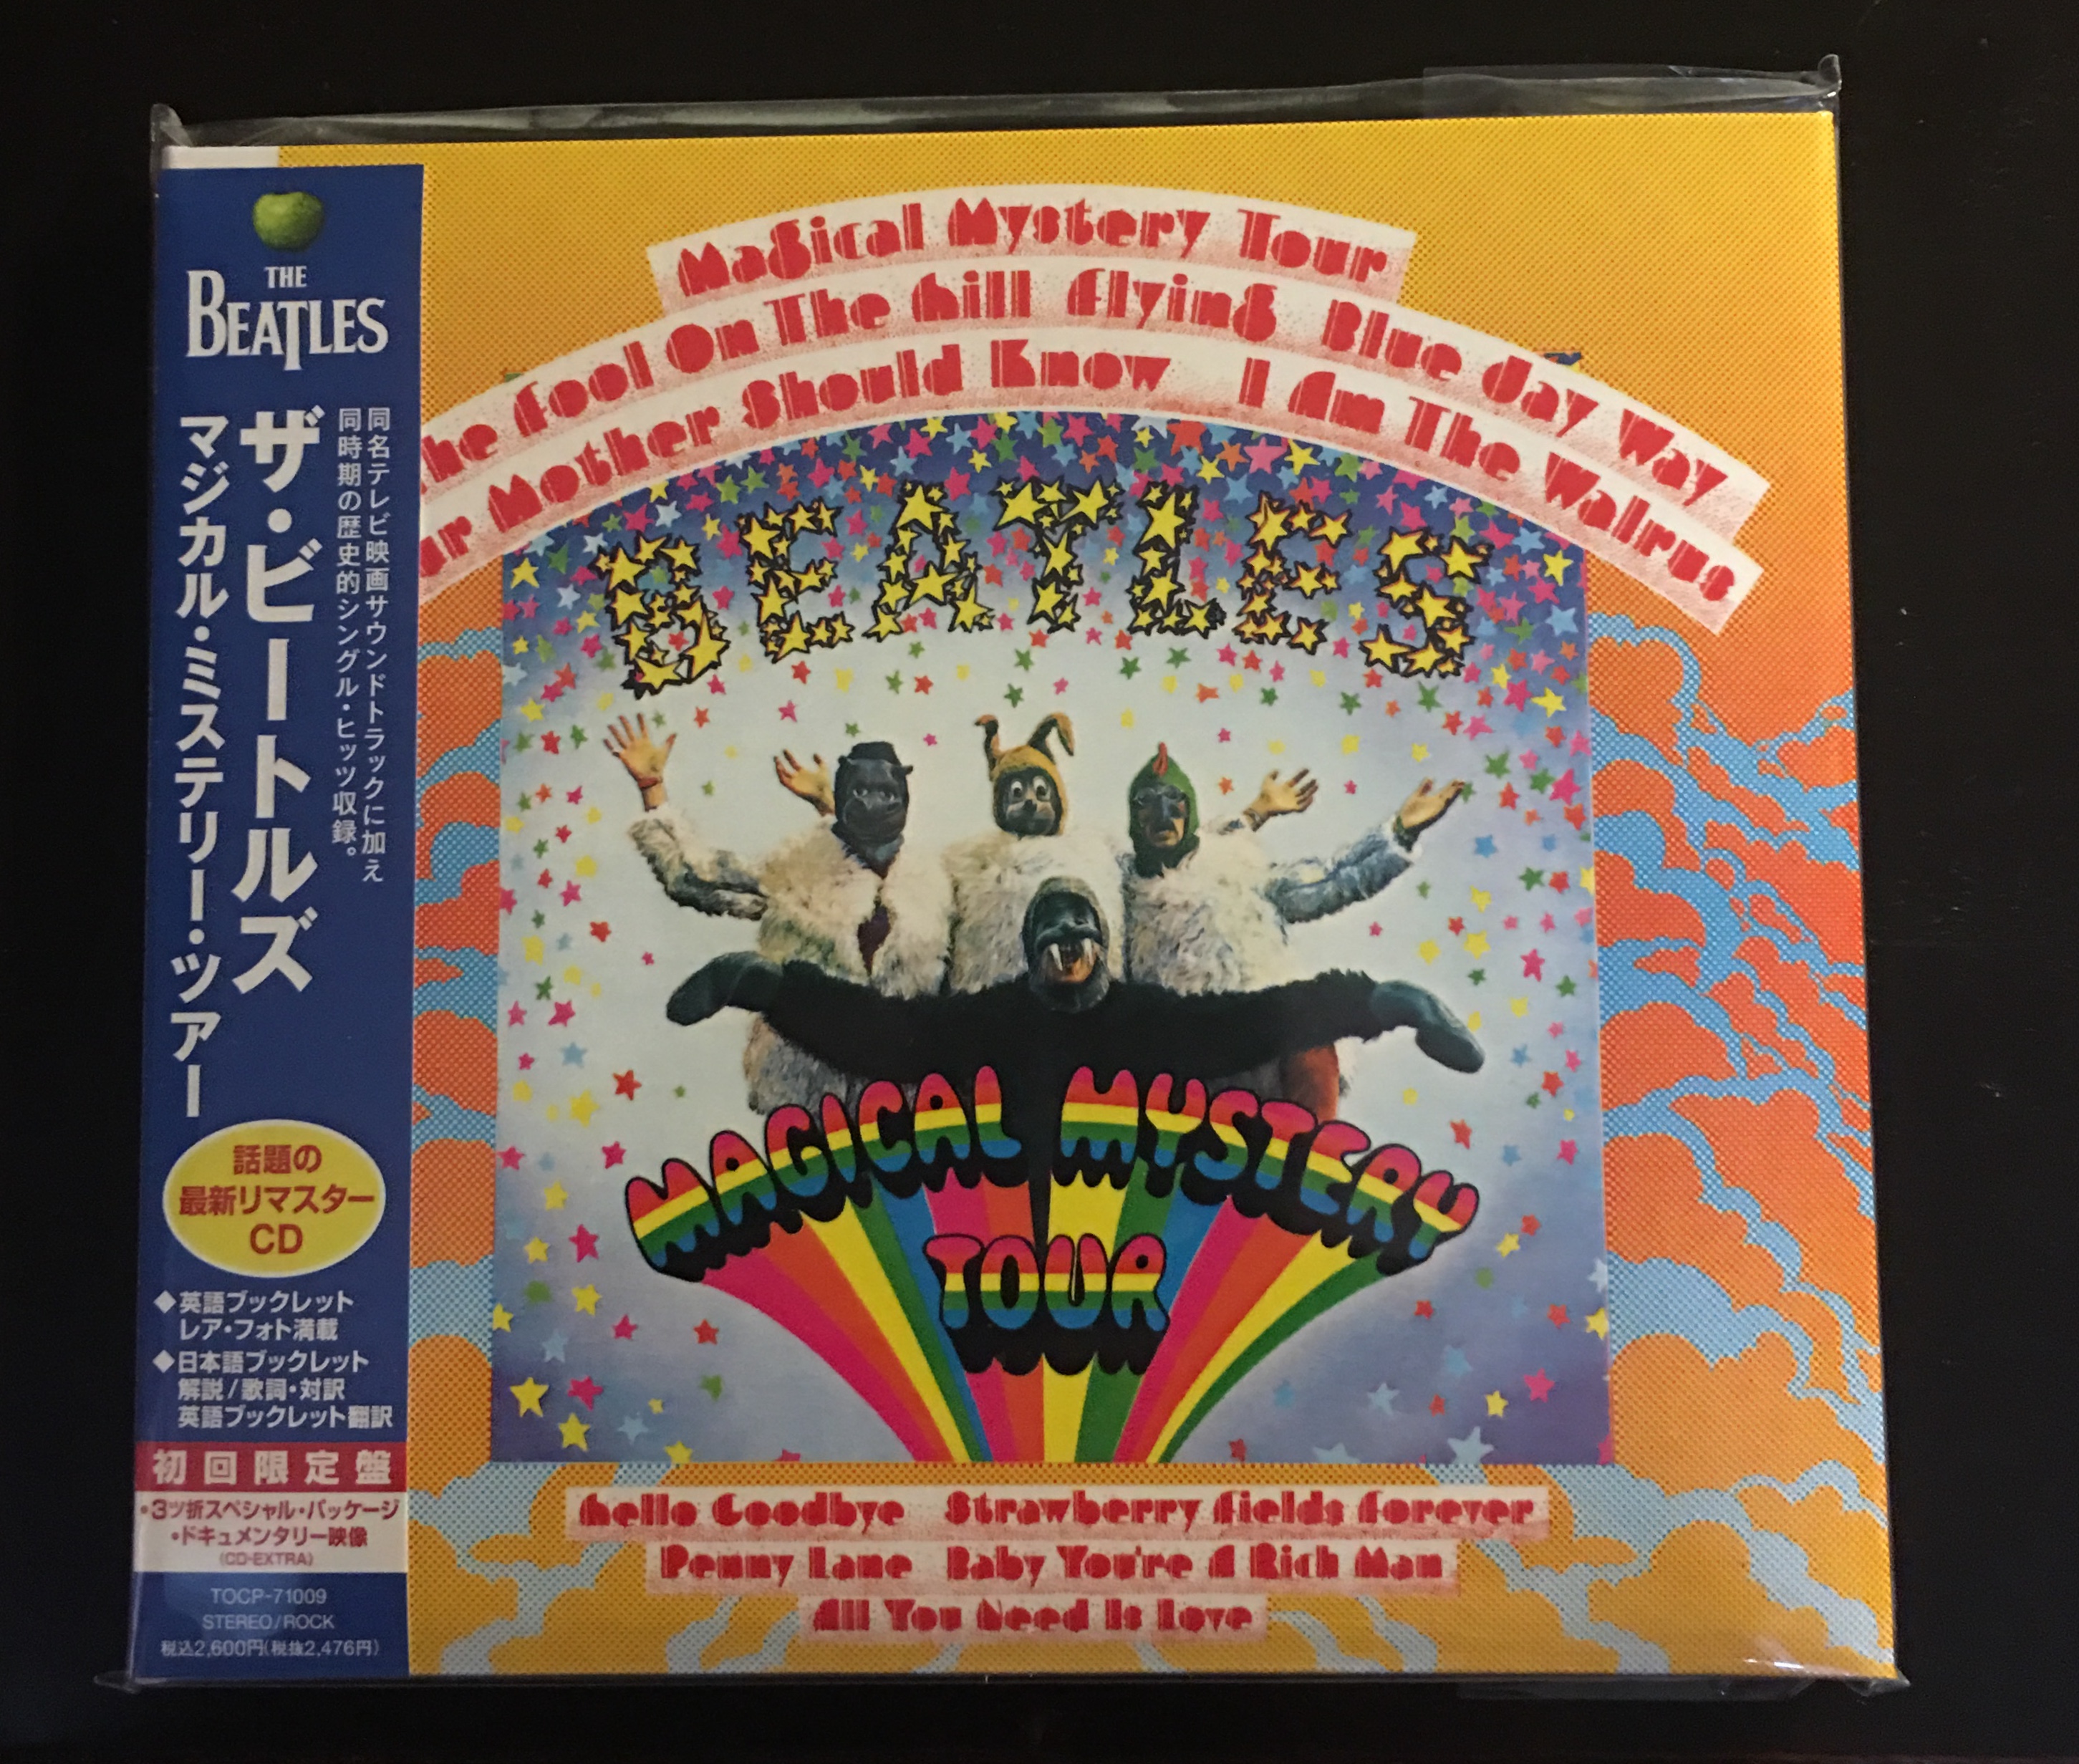 THE
BEATLES
同名テレビ映画サウンドトラックに加え
同時期の歴史的シングル・ヒッツ収録。
ザ・ビートルズ
マジカル・ミステリー・ツアー
話題の
最新リマスター
CD
◆英語ブックレット
レア・フォト満載
◆日本語ブックレット
解説/歌詞・対訳
英語ブックレット翻訳
初回限定盤
・3ツ折スペシャル・パッケージ
・ドキュメンタリー映像
(CD-EXTRA)
TOCP-71009
STEREO/ROCK
税込2,600円(税抜2,476円)
Magical Mystery Tour
he Fool On The Hill Flying Blue Jay Way
ur Mother Should Know I Am The Walrus
BEATLES
MAGICAL MYSTERY
TOUR
Hello Goodbye Strawberry Fields Forever
Penny Lane Baby You're A Rich Man
All You Need Is Love